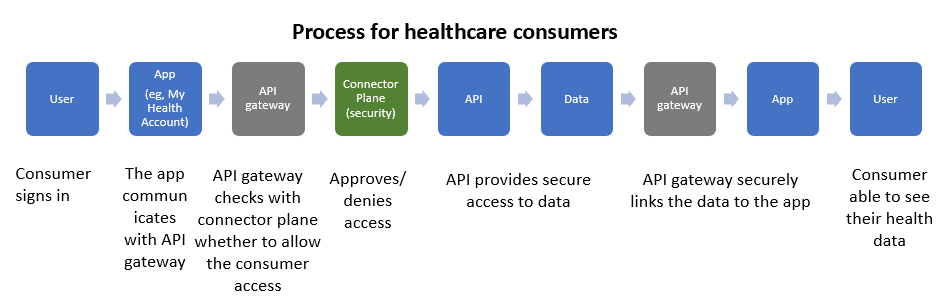 Process for healthcare consumers
User
App
(eg, My
Health
Account)
API
gateway
Connector
Plane
(security)
API
Data
API
gateway
App
User
Consumer
signs in
The app
commun
icates
with API
gateway
API gateway
checks with
connector plane
whether to allow
the consumer
access
Approves/
denies
access
API provides secure
access to data
API gateway securely
links the data to the app
Consumer
able to see
their health
data